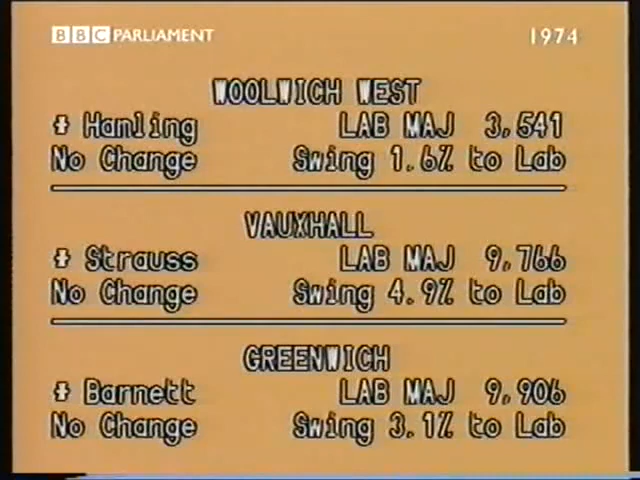 BBC PARLIAMENT 1974
WOOLWICH WEST
* Hamling LAB MAJ 3,541
No Change Swing 1.6% to Lab
VAUXHALL
* Strauss LAB MAJ 9,766
No Change Swing 4.9% to Lab
GREENWICH
* Barnett LAB MAJ 9,906
No Change Swing 3.1% to Lab